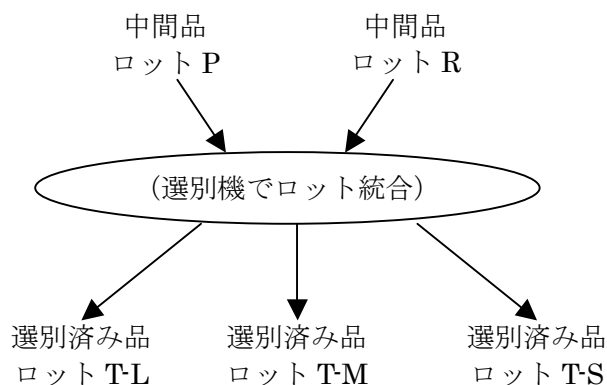 中間品
ロット P
中間品
ロット R
(選別機でロット統合)
選別済み品
ロット T-L
選別済み品
ロット T-M
選別済み品
ロット T-S